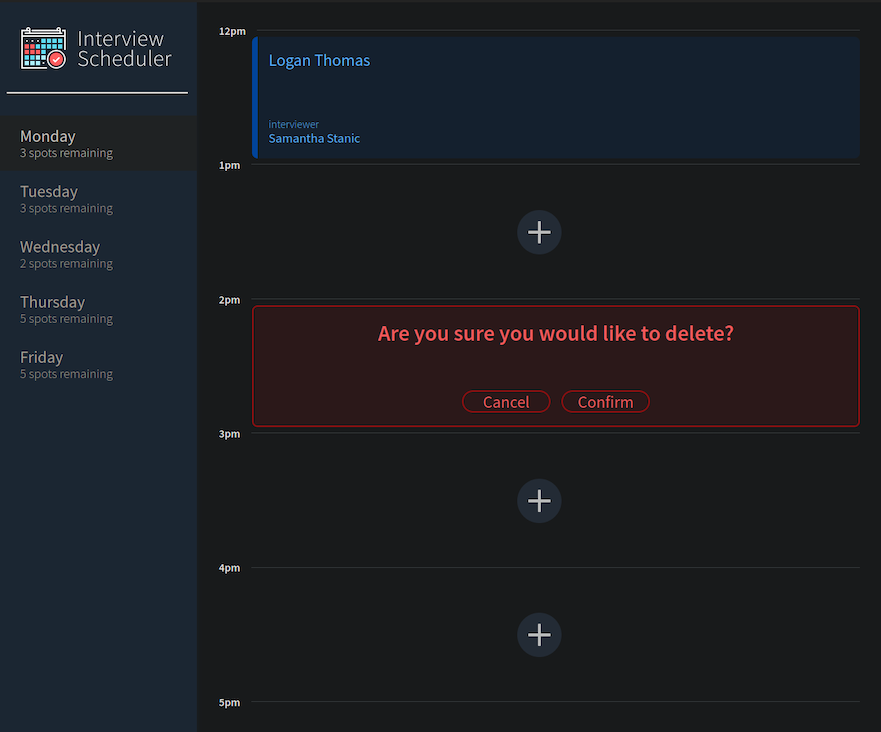 Interview
Scheduler
Monday
3 spots remaining
Tuesday
3 spots remaining
Wednesday
2 spots remaining
Thursday
5 spots remaining
Friday
5 spots remaining
12pm
Logan Thomas
interviewer
Samantha Stanic
1pm
2pm
Are you sure you would like to delete?
Cancel Confirm
3pm
4pm
5pm